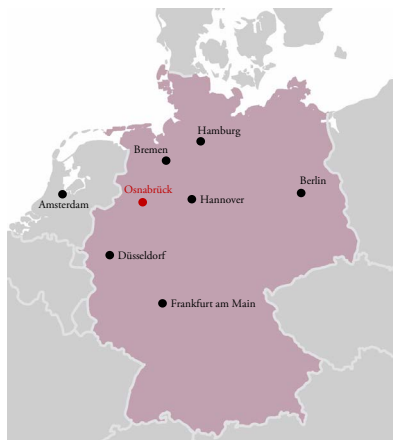 Hamburg
Bremen
Osnabrück
Berlin
Amsterdam
Hannover
Düsseldorf
Frankfurt am Main